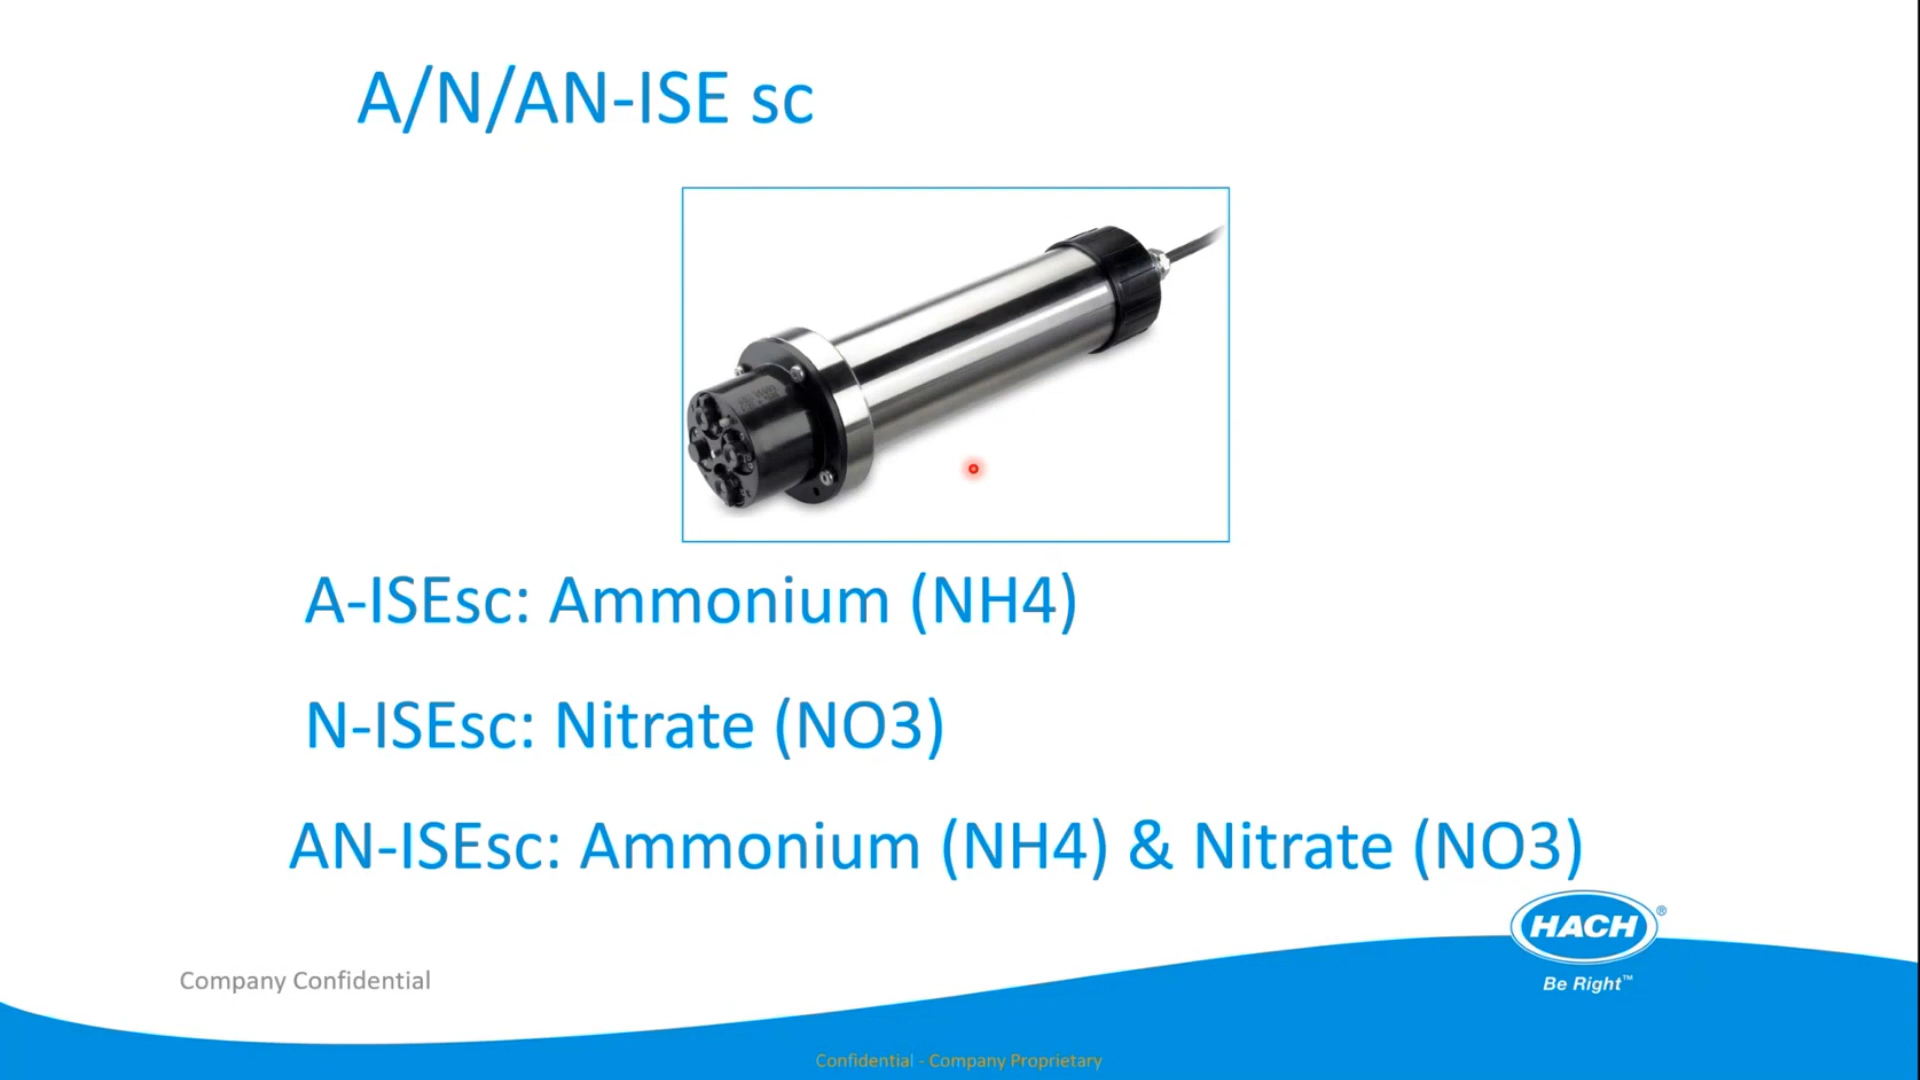 A/N/AN-ISE sc
A-ISEsc: Ammonium (NH4)
N-ISEsc: Nitrate (NO3)
AN-ISEsc: Ammonium (NH4) & Nitrate (NO3)
HACH®
Be Right™
Company Confidential
Confidential - Company Proprietary